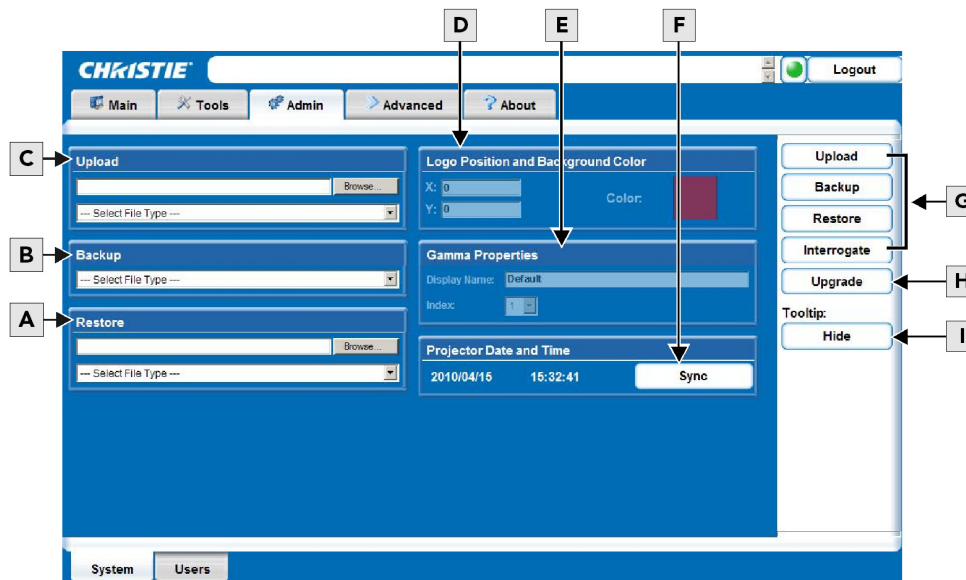 D E F
CHRISTIE Logout
Main Tools Admin Advanced About
C Upload Logo Position and Background Color Upload
Browse... X: 0 Color: Backup
--- Select File Type --- Y: 0 Restore G
B Backup Gamma Properties Interrogate
--- Select File Type --- Display Name: Default Upgrade H
Index: 1 Tooltip:
A Restore Hide I
Browse... Projector Date and Time
--- Select File Type --- 2010/04/15 15:32:41 Sync
System Users